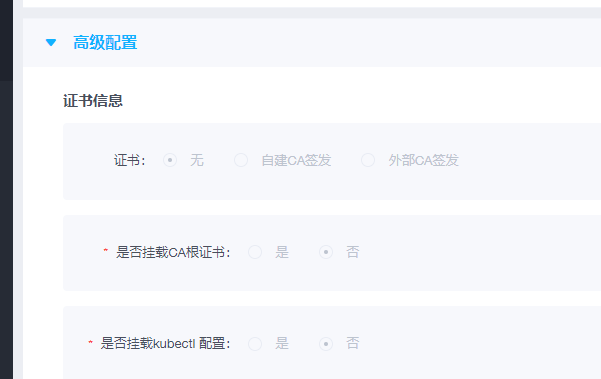 高级配置
证书信息
证书： 无 自建CA签发 外部CA签发
* 是否挂载CA根证书： 是 否
* 是否挂载kubectl 配置： 是 否